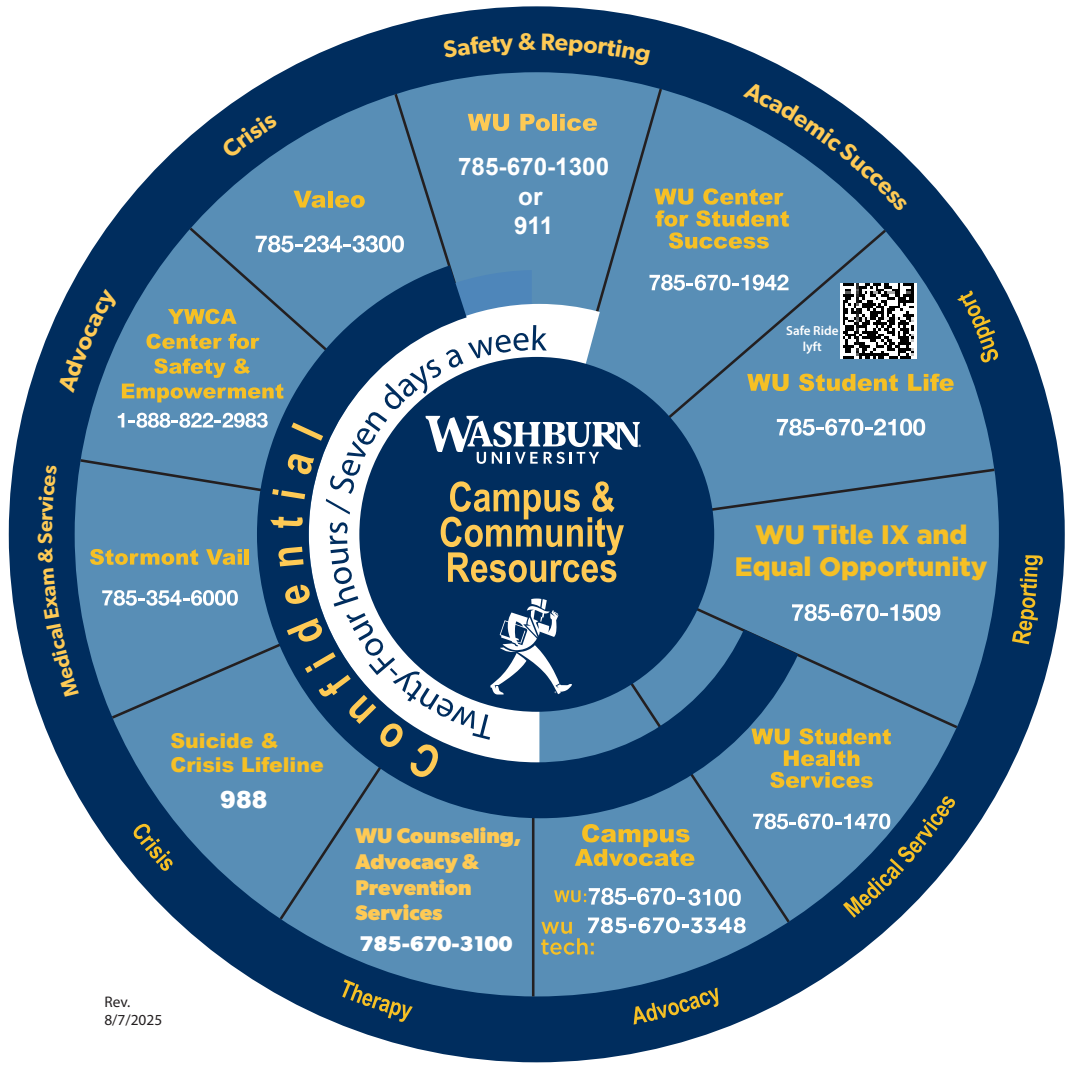 Safety & Reporting
WU Police
785-670-1300
or
911
Academic Success
WU Center
for Student
Success
785-670-1942
Support
Safe Ride
lyft
WU Student Life
785-670-2100
Reporting
WU Title IX and
Equal Opportunity
785-670-1509
Medical Services
WU Student
Health
Services
785-670-1470
Advocacy
Campus
Advocate
WU: 785-670-3100
wu tech: 785-670-3348
Therapy
WU Counseling,
Advocacy &
Prevention
Services
785-670-3100
Crisis
Suicide &
Crisis Lifeline
988
Medical Exam & Services
Stormont Vail
785-354-6000
Advocacy
YWCA
Center for
Safety &
Empowerment
1-888-822-2983
Crisis
Valeo
785-234-3300
Confidential
Twenty-Four hours / Seven days a week
WASHBURN
UNIVERSITY
Campus &
Community
Resources
Rev.
8/7/2025